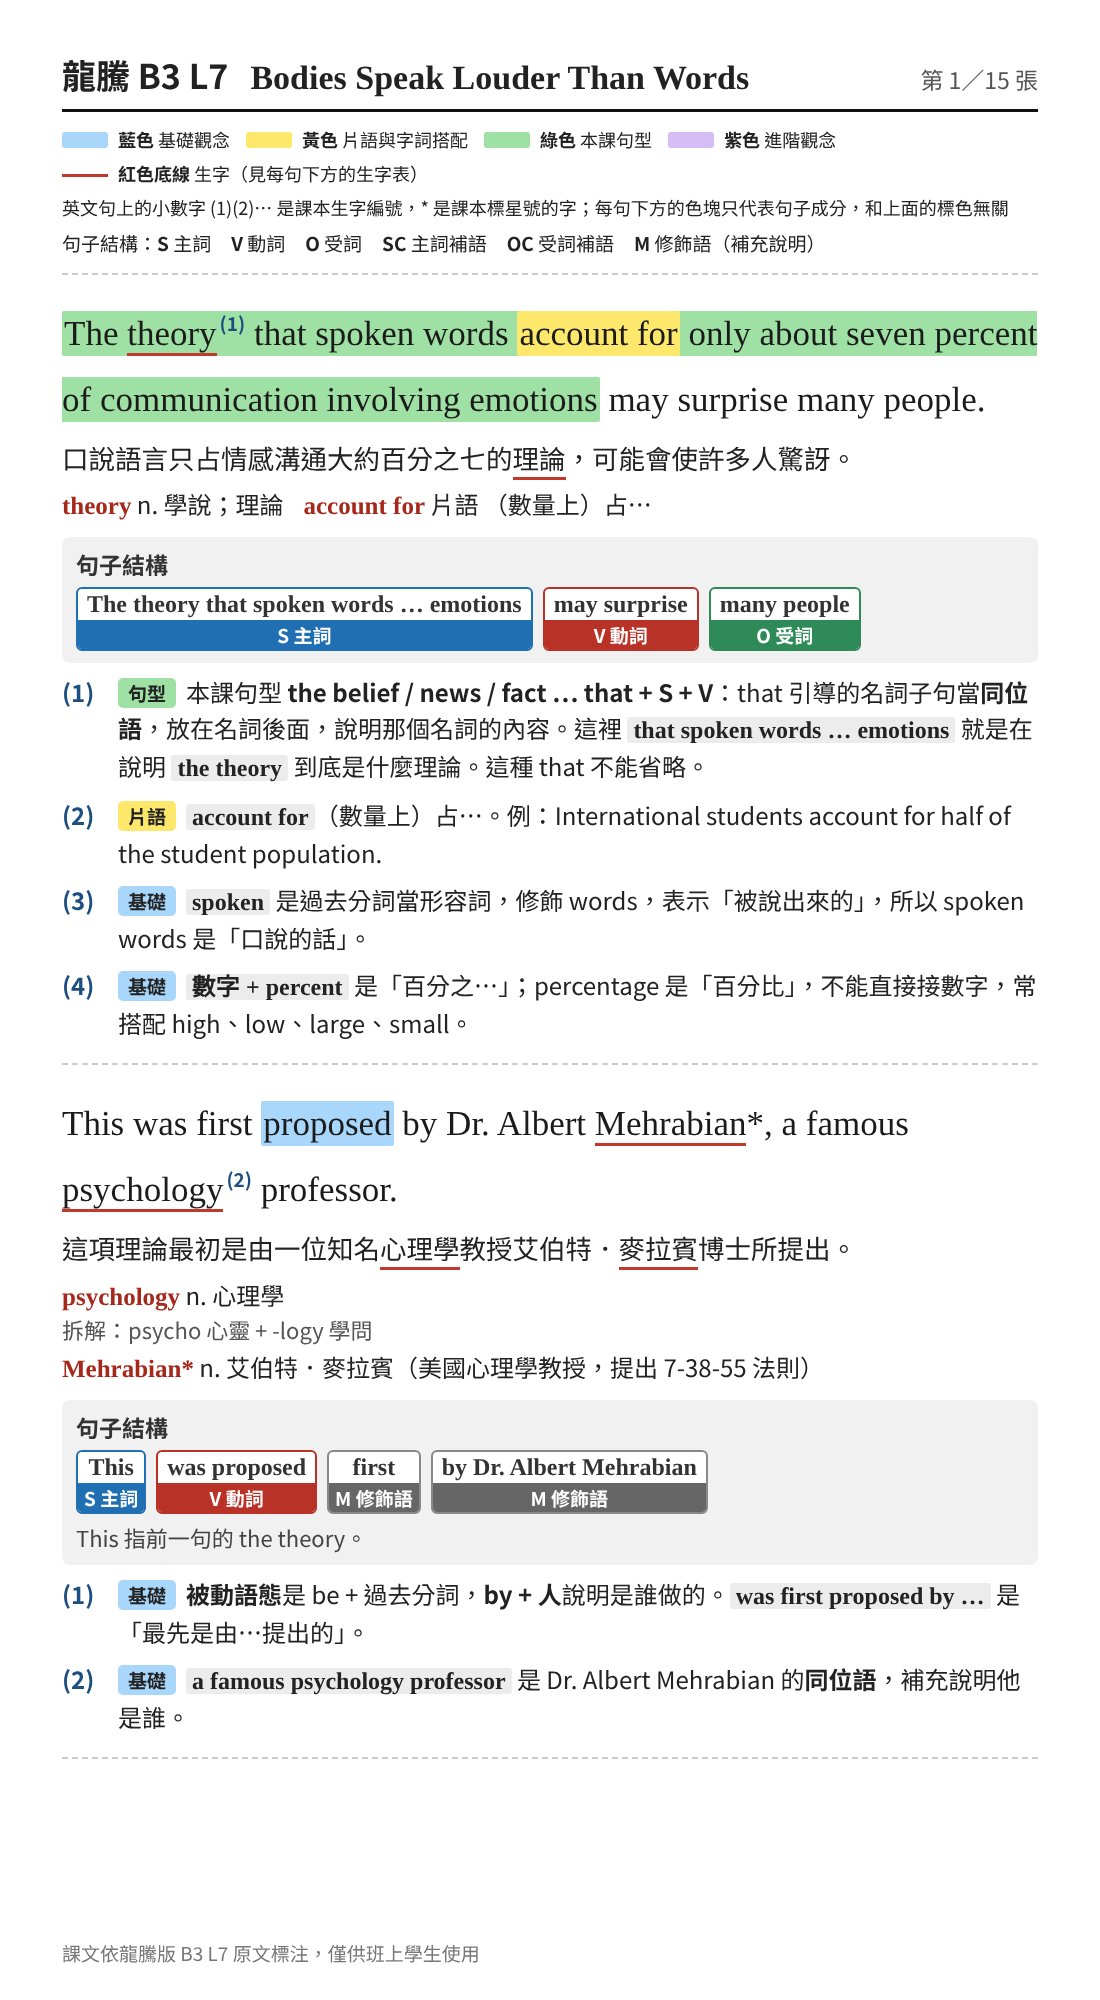 龍騰 B3 L7 Bodies Speak Louder Than Words 第 1／15 張
藍色 基礎觀念 黃色 片語與字詞搭配 綠色 本課句型 紫色 進階觀念
紅色底線 生字（見每句下方的生字表）
英文句上的小數字 (1)(2)⋯ 是課本生字編號，* 是課本標星號的字；每句下方的色塊只代表句子成分，和上面的標色無關
句子結構：S 主詞 V 動詞 O 受詞 SC 主詞補語 OC 受詞補語 M 修飾語（補充說明）
The theory(1) that spoken words account for only about seven percent
of communication involving emotions may surprise many people.
口說語言只占情感溝通大約百分之七的理論，可能會使許多人驚訝。
theory n. 學說；理論 account for 片語 （數量上）占⋯
句子結構
The theory that spoken words … emotions may surprise many people
S 主詞 V 動詞 O 受詞
(1) 句型 本課句型 the belief / news / fact … that + S + V：that 引導的名詞子句當同位
語，放在名詞後面，說明那個名詞的內容。這裡 that spoken words … emotions 就是在
說明 the theory 到底是什麼理論。這種 that 不能省略。
(2) 片語 account for（數量上）占⋯。例：International students account for half of
the student population.
(3) 基礎 spoken 是過去分詞當形容詞，修飾 words，表示「被說出來的」，所以 spoken
words 是「口說的話」。
(4) 基礎 數字 + percent 是「百分之⋯」；percentage 是「百分比」，不能直接接數字，常
搭配 high、low、large、small。
This was first proposed by Dr. Albert Mehrabian*, a famous
psychology(2) professor.
這項理論最初是由一位知名心理學教授艾伯特．麥拉賓博士所提出。
psychology n. 心理學
拆解：psycho 心靈 + -logy 學問
Mehrabian* n. 艾伯特．麥拉賓（美國心理學教授，提出 7-38-55 法則）
句子結構
This was proposed first by Dr. Albert Mehrabian
S 主詞 V 動詞 M 修飾語 M 修飾語
This 指前一句的 the theory。
(1) 基礎 被動語態是 be + 過去分詞，by + 人說明是誰做的。was first proposed by … 是
「最先是由⋯提出的」。
(2) 基礎 a famous psychology professor 是 Dr. Albert Mehrabian 的同位語，補充說明他
是誰。
課文依龍騰版 B3 L7 原文標注，僅供班上學生使用